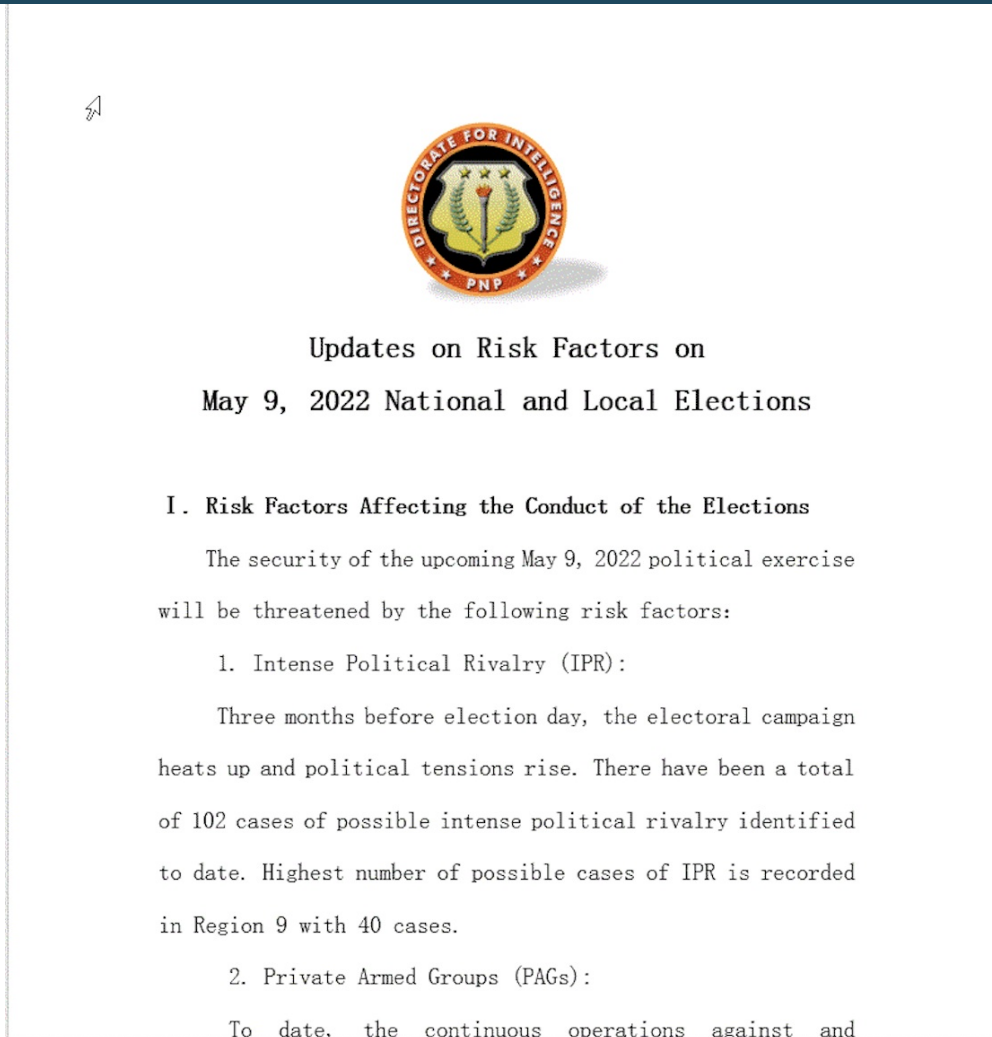 DIRECTORATE FOR INTELLIGENCE
PNP
Updates on Risk Factors on
May 9, 2022 National and Local Elections
I. Risk Factors Affecting the Conduct of the Elections
The security of the upcoming May 9, 2022 political exercise
will be threatened by the following risk factors:
1. Intense Political Rivalry (IPR):
Three months before election day, the electoral campaign
heats up and political tensions rise. There have been a total
of 102 cases of possible intense political rivalry identified
to date. Highest number of possible cases of IPR is recorded
in Region 9 with 40 cases.
2. Private Armed Groups (PAGs):
To date, the continuous operations against and